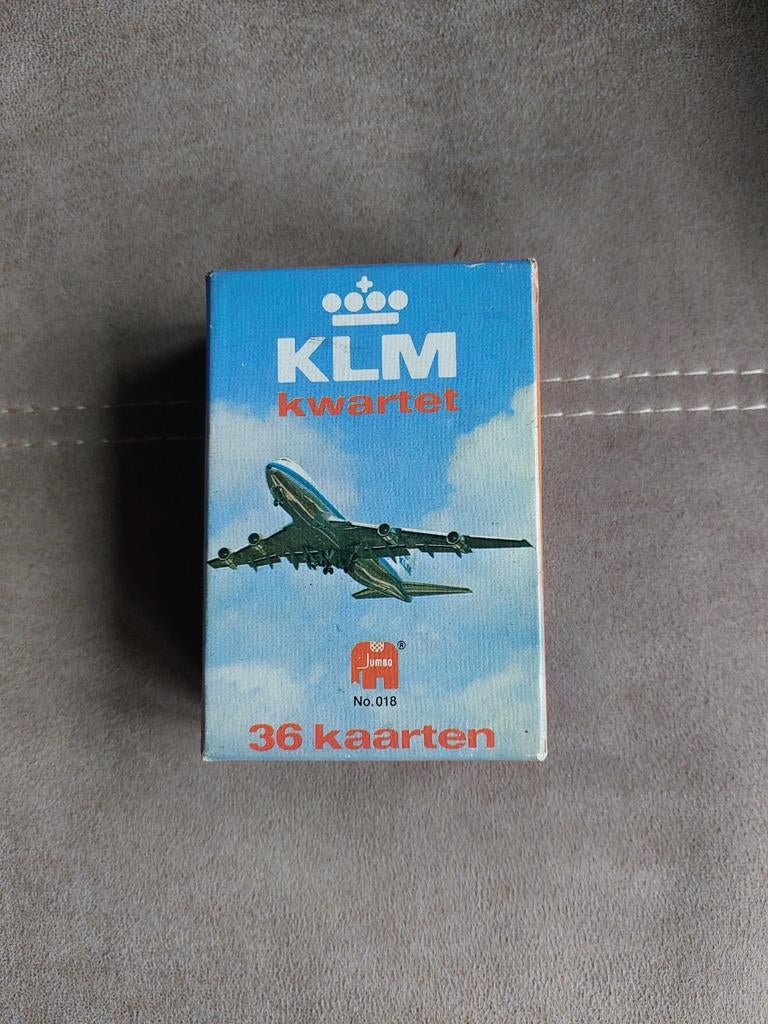 KLM
kwartet
Jumbo
®
No.018
36 kaarten